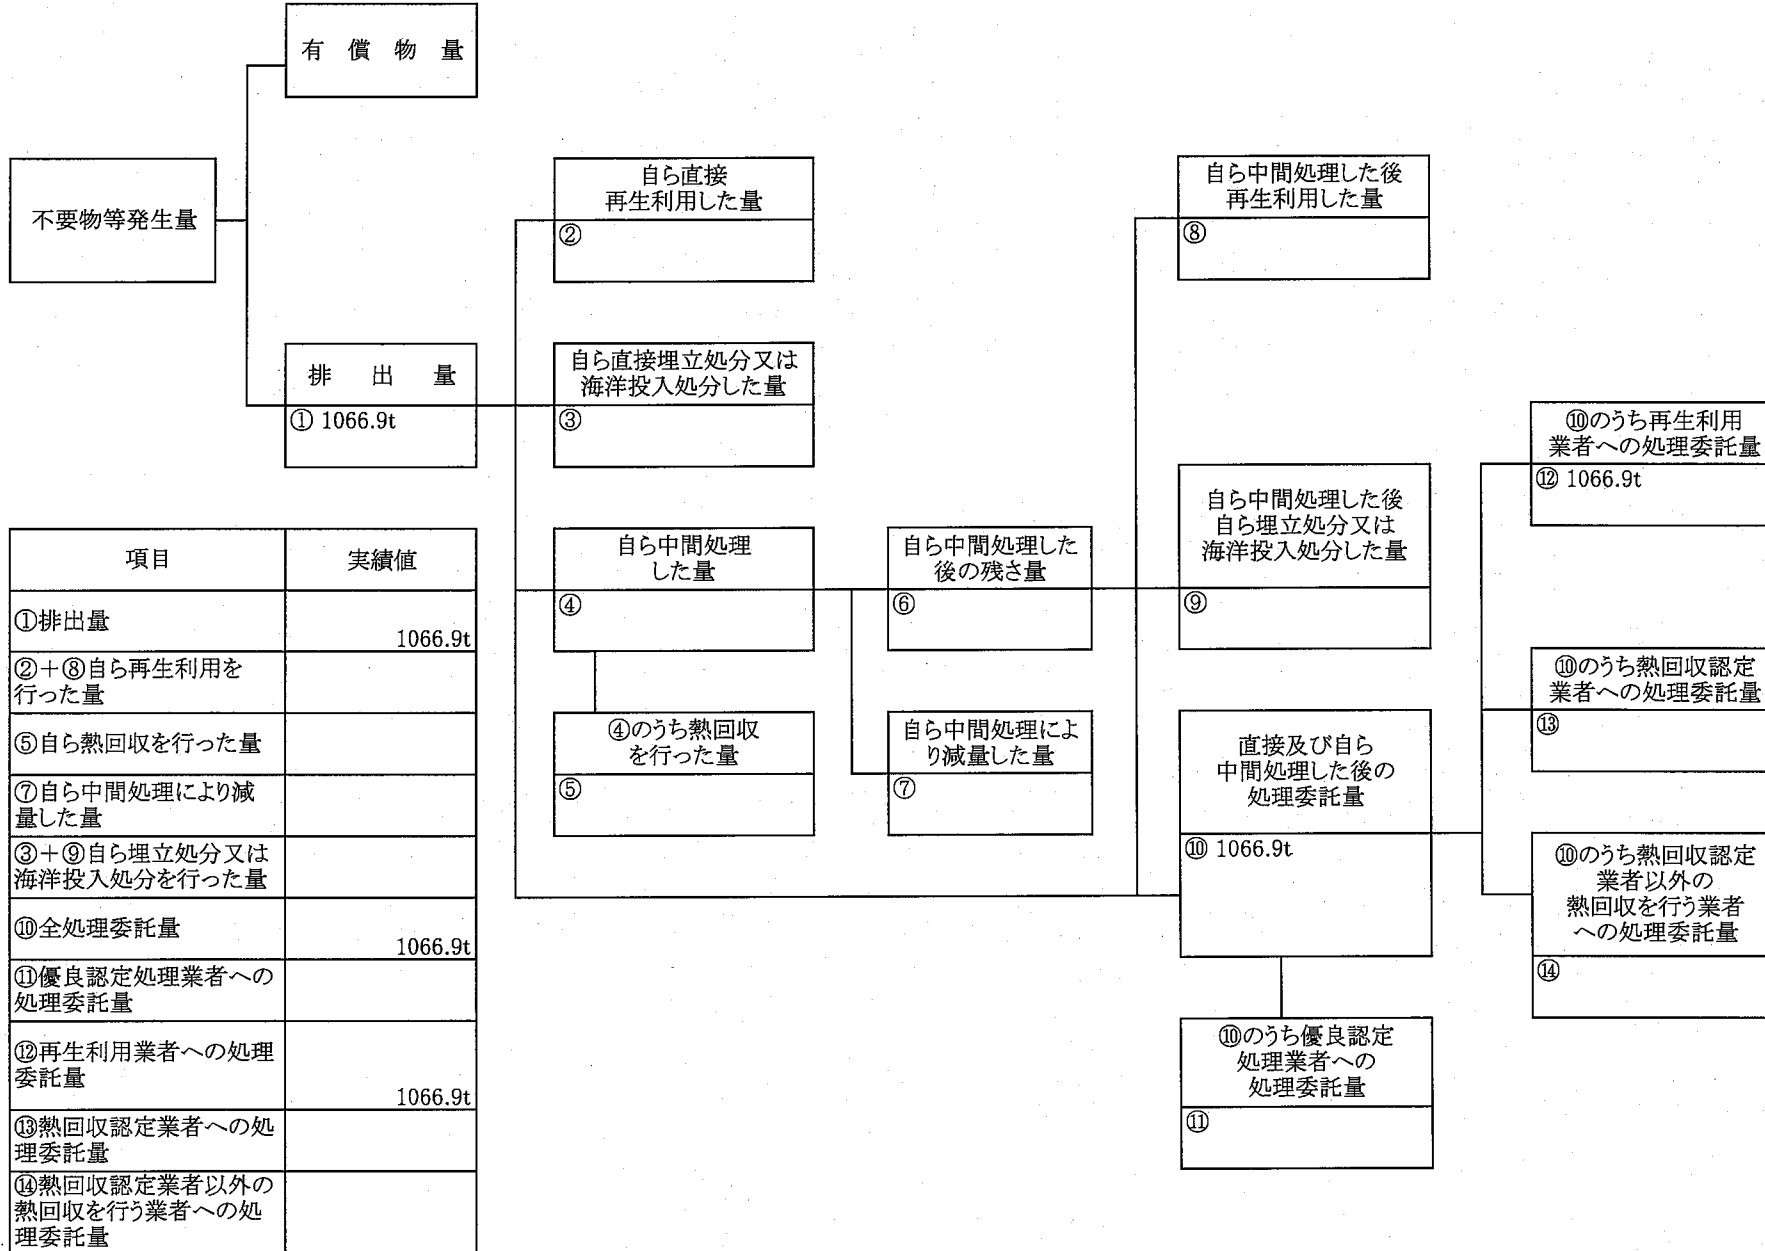 有償物量
不要物等発生量
排出量
① 1066.9t
自ら直接
再生利用した量
②
自ら直接埋立処分又は
海洋投入処分した量
③
自ら中間処理
した量
④
④のうち熱回収
を行った量
⑤
自ら中間処理した
後の残さ量
⑥
自ら中間処理によ
り減量した量
⑦
自ら中間処理した後
再生利用した量
⑧
自ら中間処理した後
自ら埋立処分又は
海洋投入処分した量
⑨
直接及び自ら
中間処理した後の
処理委託量
⑩ 1066.9t
⑩のうち優良認定
処理業者への
処理委託量
⑪
⑩のうち再生利用
業者への処理委託量
⑫ 1066.9t
⑩のうち熱回収認定
業者への処理委託量
⑬
⑩のうち熱回収認定
業者以外の
熱回収を行う業者
への処理委託量
⑭
項目 実績値
①排出量
1066.9t
②+⑧自ら再生利用を
行った量
⑤自ら熱回収を行った量
⑦自ら中間処理により減
量した量
③+⑨自ら埋立処分又は
海洋投入処分を行った量
⑩全処理委託量
1066.9t
⑪優良認定処理業者への
処理委託量
⑫再生利用業者への処理
委託量
1066.9t
⑬熱回収認定業者への処
理委託量
⑭熱回収認定業者以外の
熱回収を行う業者への処
理委託量